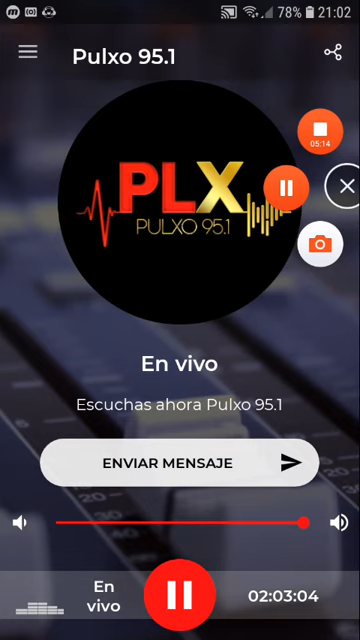 78% 21:02
Pulxo 95.1
05:14
PLX
PULXO 95.1
En vivo
Escuchas ahora Pulxo 95.1
ENVIAR MENSAJE
En
vivo
02:03:04